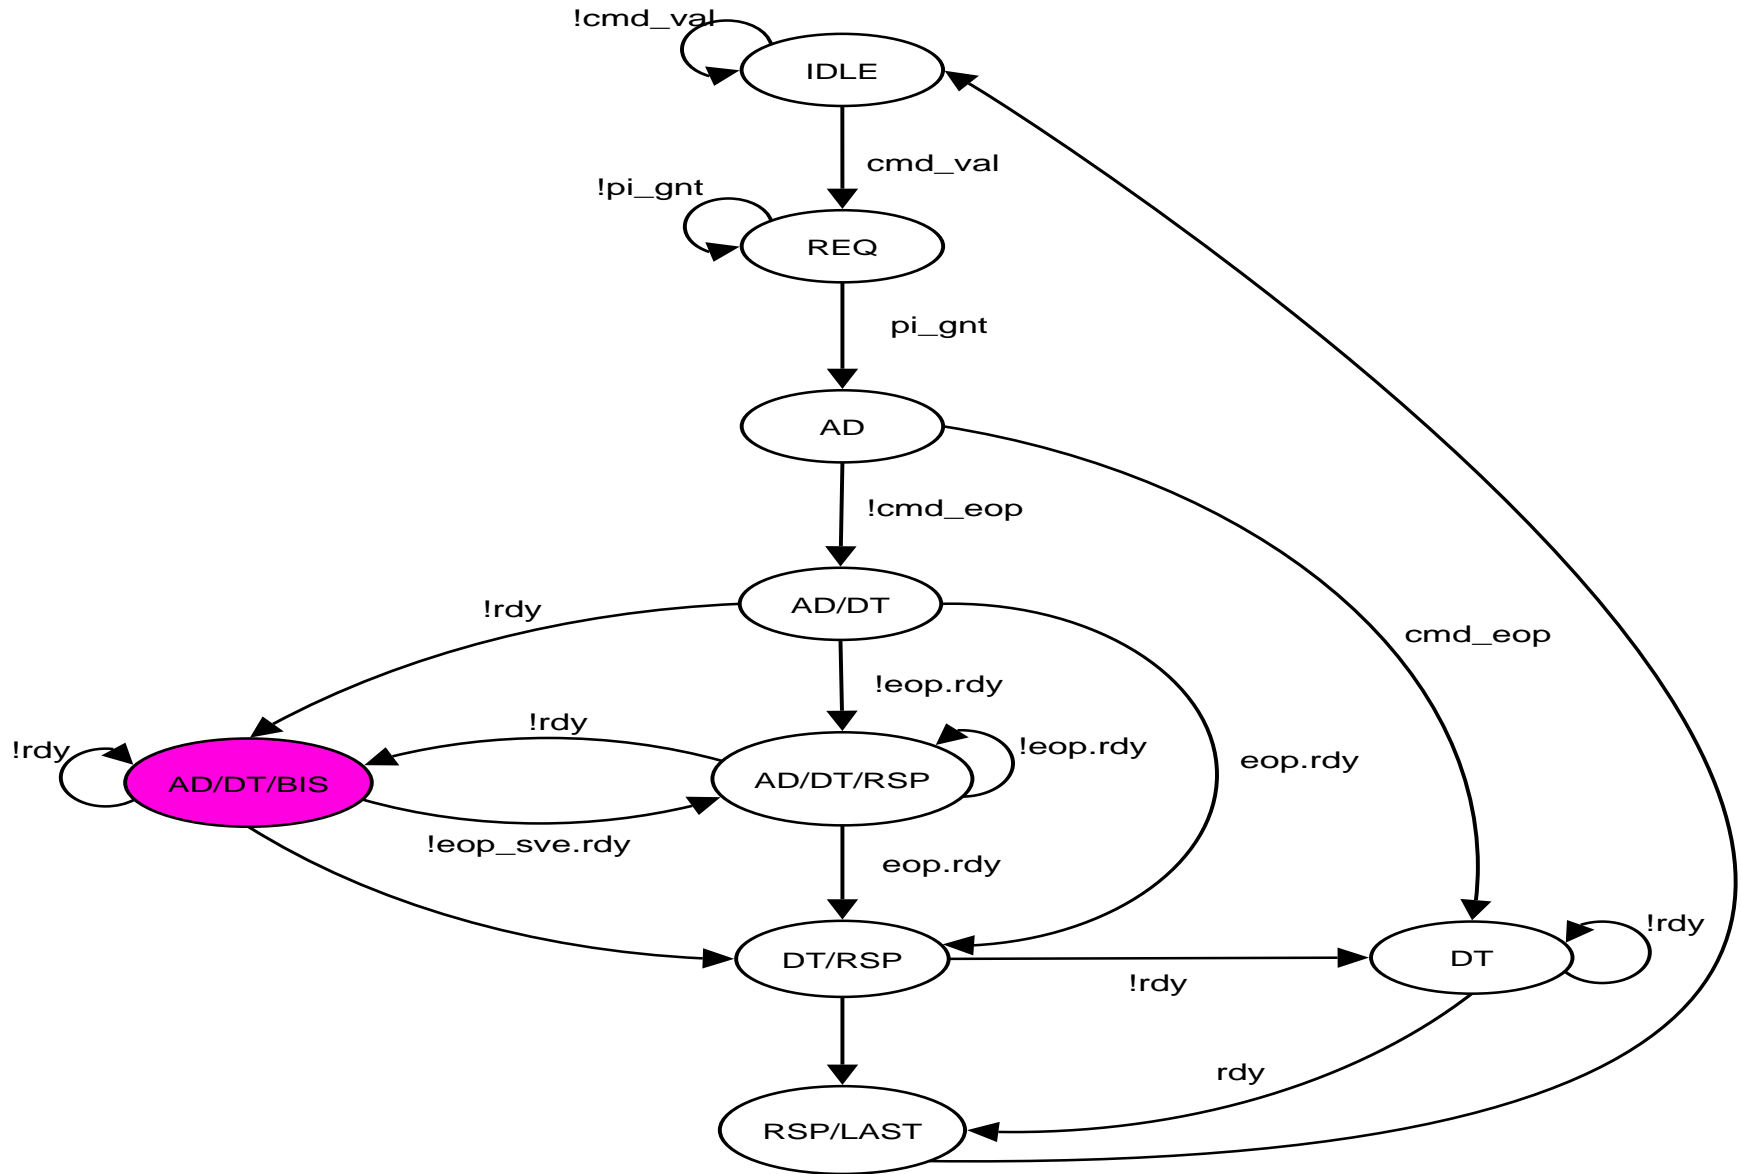 !cmd_val
IDLE
cmd_val
!pi_gnt
REQ
pi_gnt
AD
!cmd_eop
AD/DT
!rdy
cmd_eop
!eop.rdy
!rdy
!rdy
!eop.rdy
eop.rdy
AD/DT/BIS
AD/DT/RSP
!eop_sve.rdy
eop.rdy
!rdy
DT/RSP
DT
!rdy
rdy
RSP/LAST